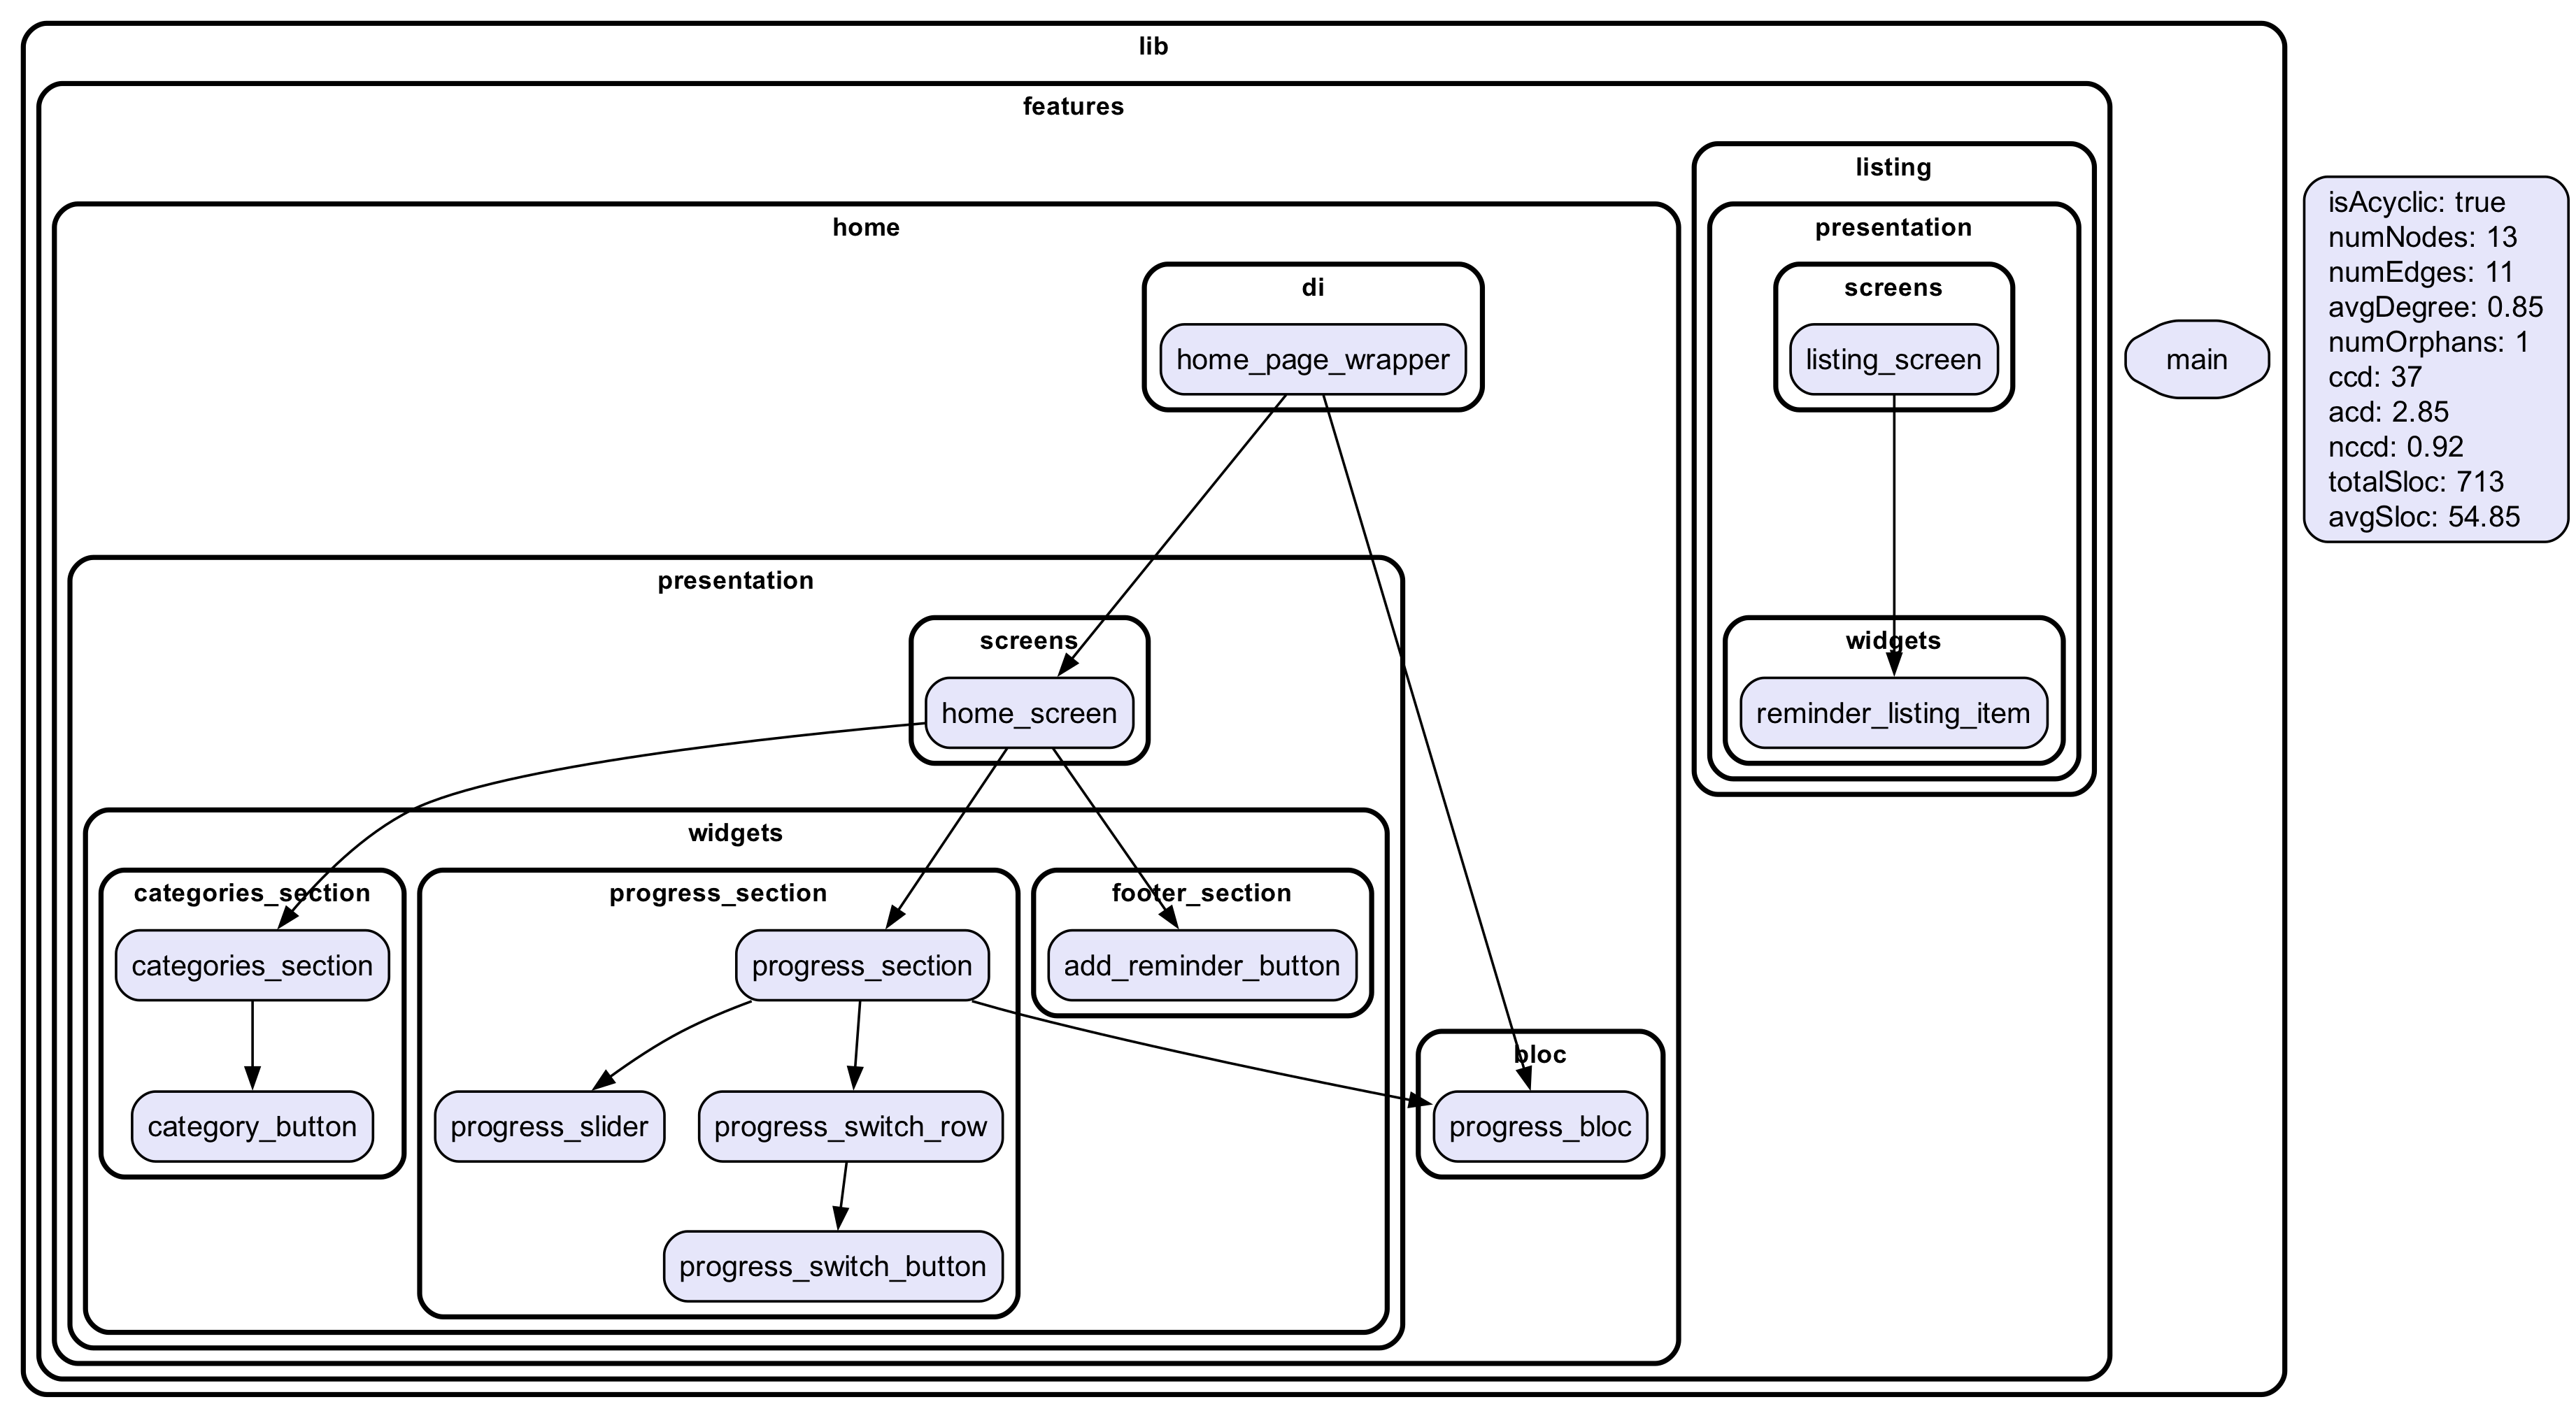 lib
features
listing
home
presentation
di
screens
home_page_wrapper
listing_screen
main
isAcyclic: true
numNodes: 13
numEdges: 11
avgDegree: 0.85
numOrphans: 1
ccd: 37
acd: 2.85
nccd: 0.92
totalSloc: 713
avgSloc: 54.85
presentation
screens
widgets
home_screen
reminder_listing_item
widgets
categories_section
progress_section
footer_section
categories_section
progress_section
add_reminder_button
bloc
category_button
progress_slider
progress_switch_row
progress_bloc
progress_switch_button